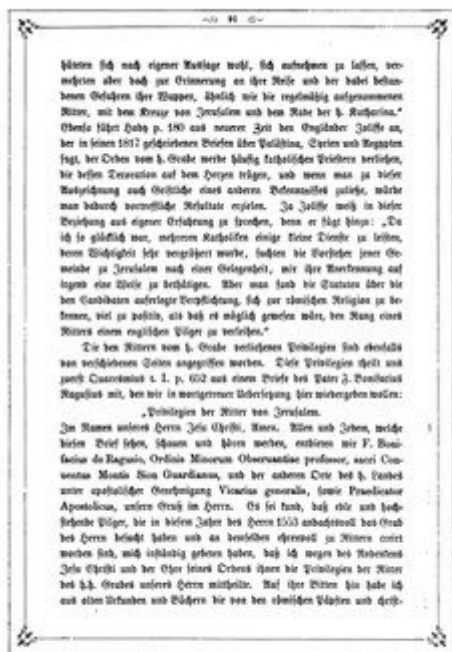 hüteten sich nach eigener Aussage wohl, sich aufnehmen zu lassen, ver-
mehrten aber doch zur Erinnerung an ihre Reise und der dabei bestan-
denen Gefahren ihre Wappen, ähnlich wie die regelmäßig aufgenommenen
Ritter, mit dem Kreuze von Jerusalem und dem Rade der h. Katharina.“
Ebenso führt Hody p. 180 aus neuerer Zeit den Engländer Joliffe an,
der in seinen 1817 geschriebenen Briefen über Palästina, Syrien und Aegypten
sagt, der Orden vom h. Grabe werde häufig katholischen Priestern verliehen,
die dessen Decoration auf dem Herzen trügen, und wenn man zu dieser
Auszeichnung auch Geistliche eines anderen Bekenntnisses zuließe, würde
man dadurch vortreffliche Resultate erzielen. Ja Joliffe weiß in dieser
Beziehung aus eigener Erfahrung zu sprechen, denn er fügt hinzu: „Da
ich so glücklich war, mehreren Katholiken einige kleine Dienste zu leisten,
deren Wichtigkeit sehr vergrößert wurde, suchten die Vorsteher jener Ge-
meinde zu Jerusalem nach einer Gelegenheit, mir ihre Anerkennung auf
irgend eine Weise zu bethätigen. Aber man fand die Statuten über die
den Candidaten auferlegte Verpflichtung, sich zur römischen Religion zu be-
kennen, viel zu positiv, als daß es möglich gewesen wäre, den Rang eines
Ritters einem englischen Pilger zu verleihen.“
Die den Rittern vom h. Grabe verliehenen Privilegien sind ebenfalls
von verschiedenen Seiten angegriffen worden. Diese Privilegien theilt uns
zuerst Quaresmius t. I. p. 652 aus einem Briefe des Pater J. Bonifacius
Ragusius mit, den wir in wortgetreuer Uebersetzung hier wiedergeben wollen:
„Privilegien der Ritter von Jerusalem.
Im Namen unseres Herrn Jesu Christi, Amen. Allen und Jedem, welche
diesen Brief sehen, schauen und hören werden, entbieten wir F. Boni-
facius de Ragusio, Ordinis Minorum Observantiae professor, sacri Con-
ventus Montis Sion Guardianus, und der anderen Orte des h. Landes
unter apostolischer Genehmigung Vicarius generalis, sowie Praedicator
Apostolicus, unsern Gruß im Herrn. Es sei kund, daß edle und hoch-
stehende Pilger, die in diesem Jahre des Herrn 1553 andachtsvoll das Grab
des Herrn besucht haben und an demselben ehrenvoll zu Rittern creirt
worden sind, mich inständig gebeten haben, daß ich wegen des Andenkens
Jesu Christi und der Ehre seines Ordens ihnen die Privilegien der Ritter
des h.h. Grabes unseres Herrn mittheilte. Auf ihre Bitten hin habe ich
aus alten Urkunden und Büchern die von den römischen Päpsten und christ-